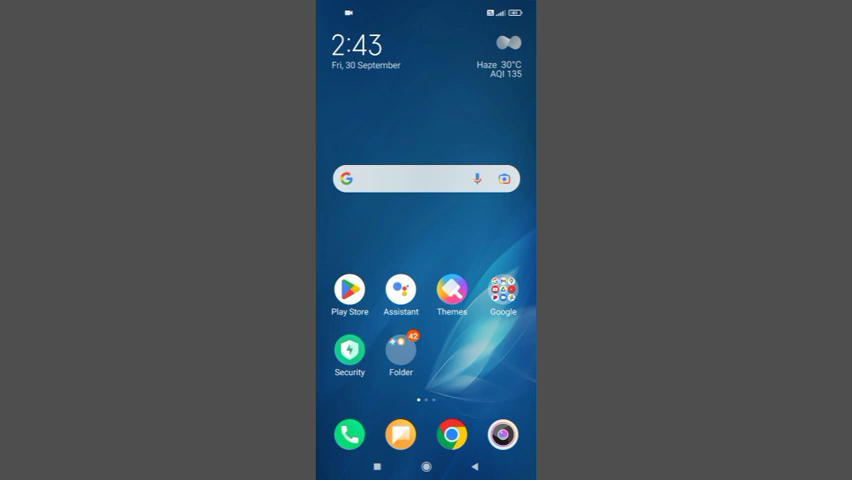 2:43
Fri, 30 September
Haze 30°C
AQI 135
Play Store
Assistant
Themes
Google
42
Security
Folder